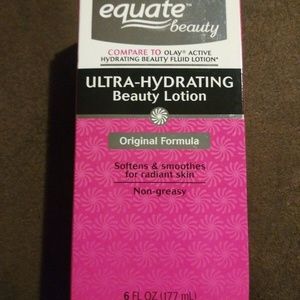 equate™
beauty
COMPARE TO OLAY® ACTIVE
HYDRATING BEAUTY FLUID LOTION*
ULTRA-HYDRATING
Beauty Lotion
Original Formula
Softens & smoothes
for radiant skin
Non-greasy
6 FL OZ (177 mL)